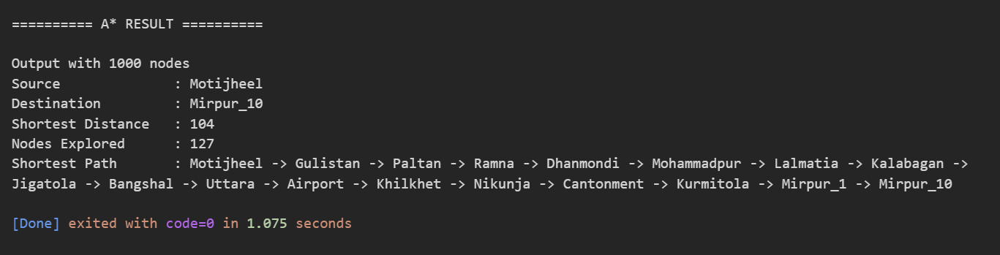 ========== A* RESULT ==========
Output with 1000 nodes
Source : Motijheel
Destination : Mirpur_10
Shortest Distance : 104
Nodes Explored : 127
Shortest Path : Motijheel -> Gulistan -> Paltan -> Ramna -> Dhanmondi -> Mohammadpur -> Lalmatia -> Kalabagan ->
Jigatola -> Bangshal -> Uttara -> Airport -> Khilkhet -> Nikunja -> Cantonment -> Kurmitola -> Mirpur_1 -> Mirpur_10
[Done] exited with code=0 in 1.075 seconds